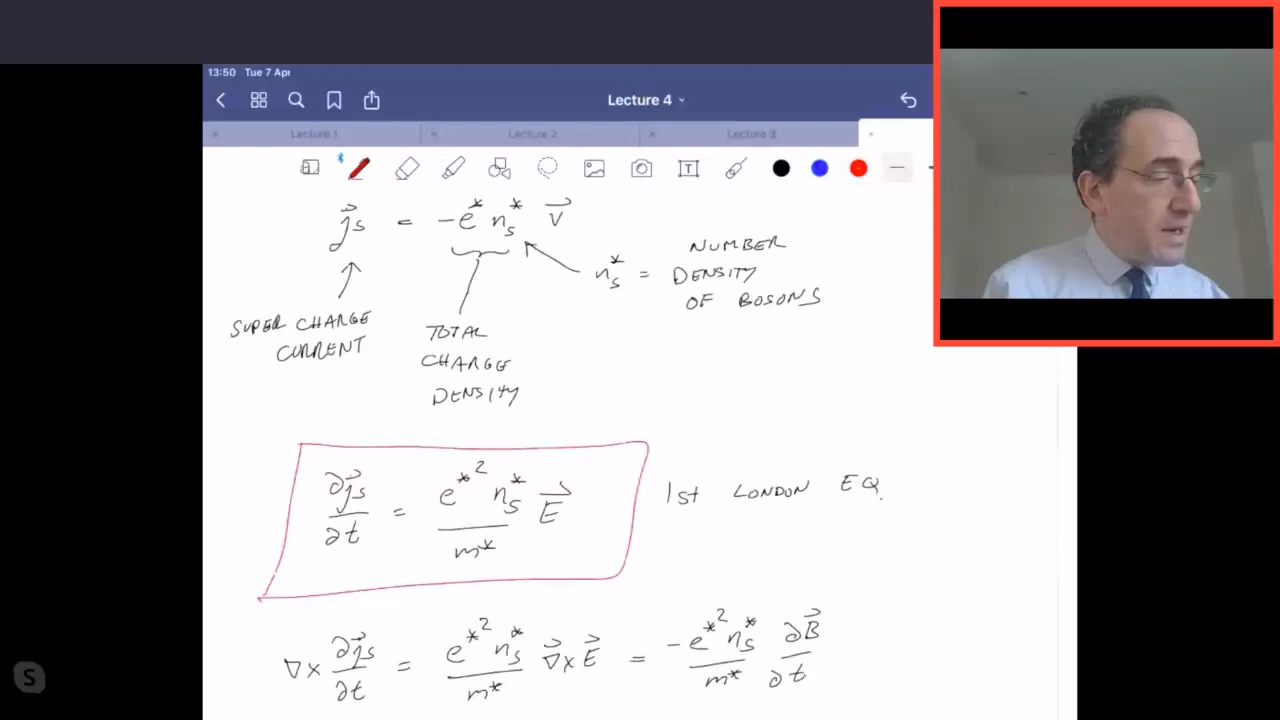 13:50 Tue 7 Apr
Lecture 4
Lecture 1
Lecture 2
Lecture 3
T
j⃗s = -e* ns* v⃗
ns* = NUMBER
DENSITY
OF BOSONS
SUPER CHARGE
CURRENT
TOTAL
CHARGE
DENSITY
∂j⃗s/∂t = e*² ns*/m* E⃗
1st LONDON EQ.
∇× ∂j⃗s/∂t = e*² ns*/m* ∇⃗×E⃗ = -e*² ns*/m* ∂B⃗/∂t
S